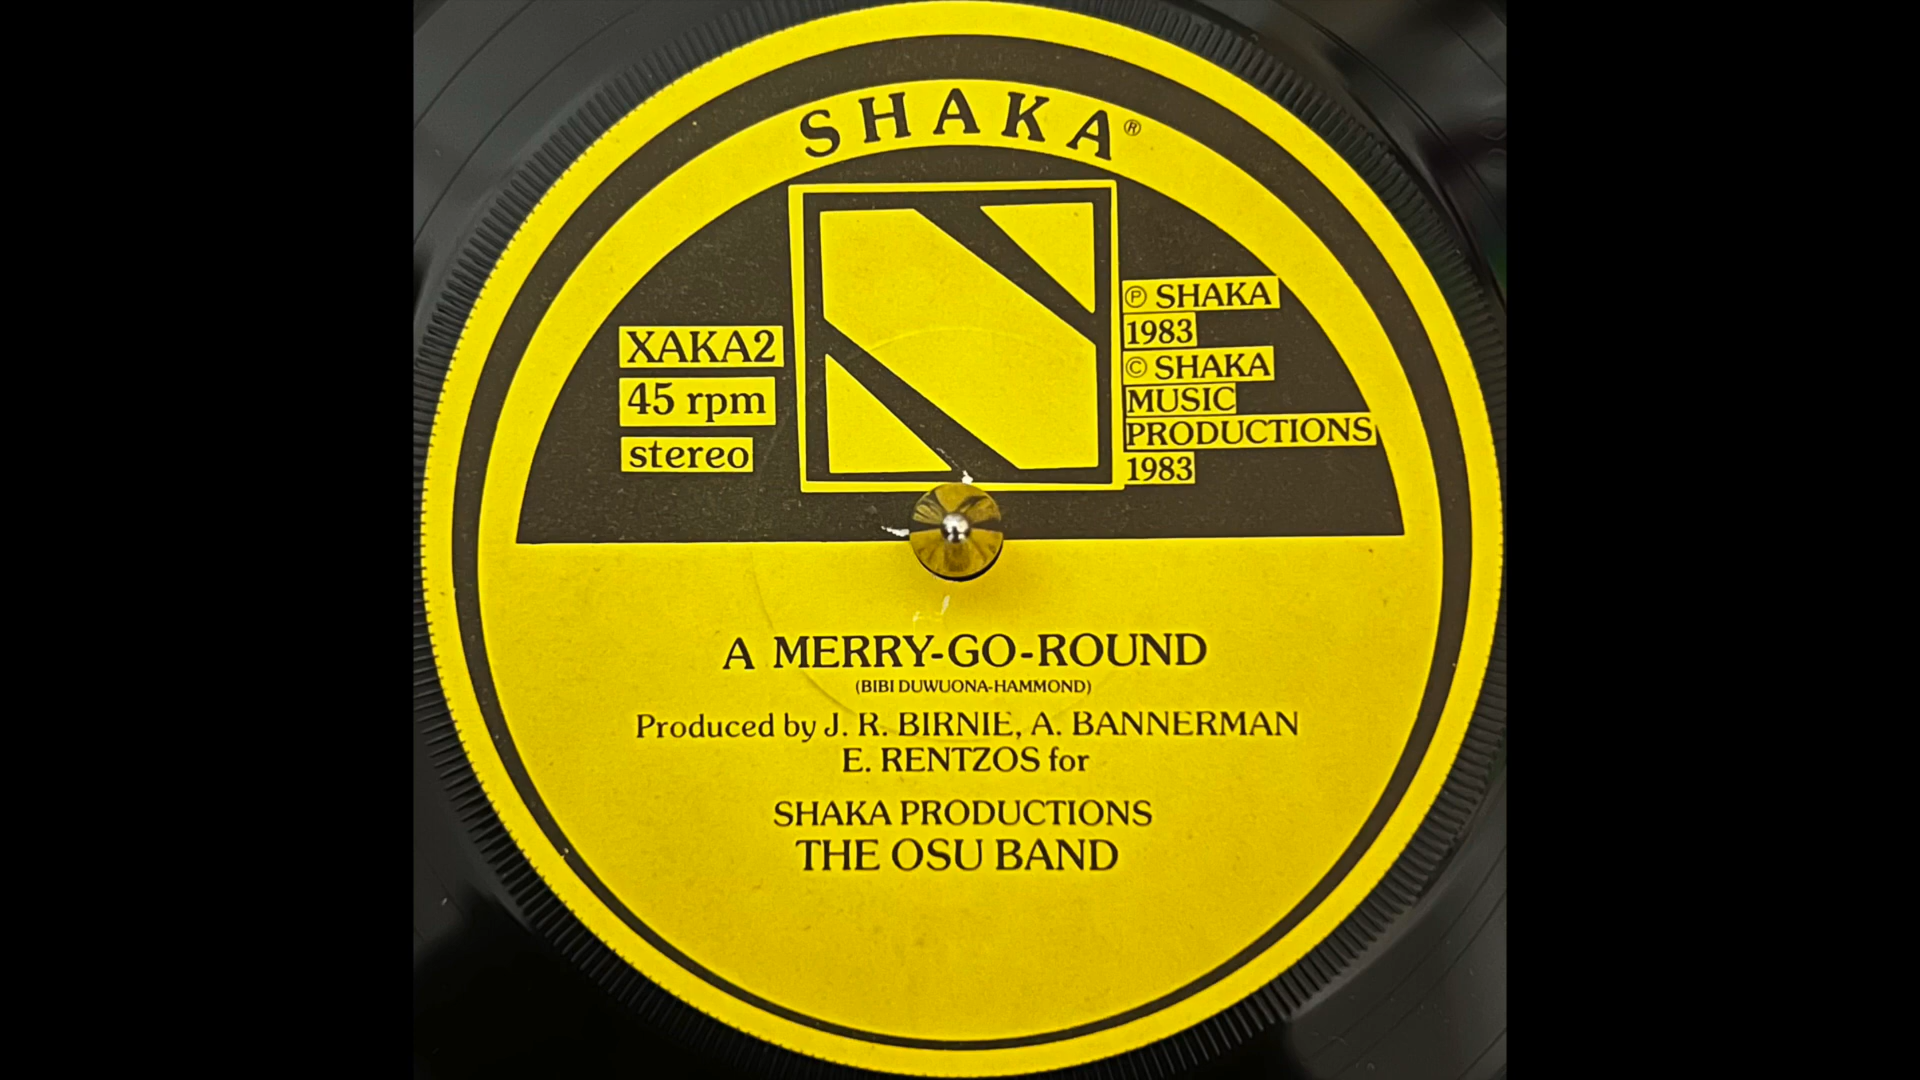 SHAKA®
XAKA2
45 rpm
stereo
Ⓟ SHAKA
1983
© SHAKA
MUSIC
PRODUCTIONS
1983
A MERRY-GO-ROUND
(BIBI DUWUONA-HAMMOND)
Produced by J. R. BIRNIE, A. BANNERMAN
E. RENTZOS for
SHAKA PRODUCTIONS
THE OSU BAND